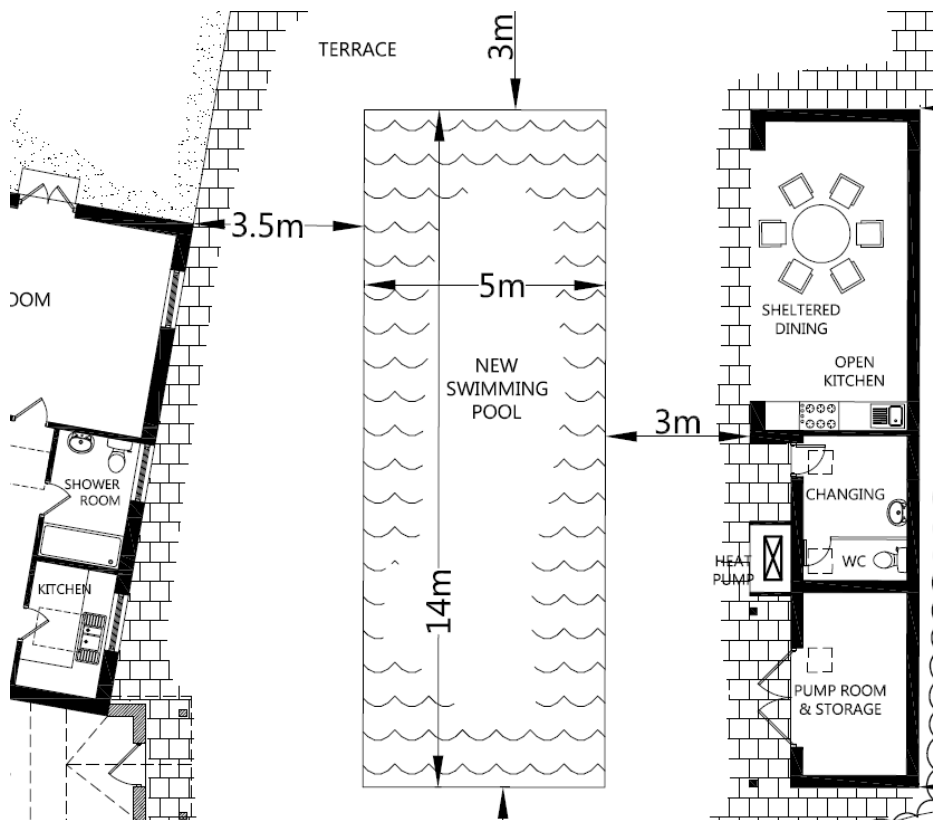 TERRACE
3m
3.5m
5m
OOM
SHELTERED
DINING
NEW
SWIMMING
POOL
OPEN
KITCHEN
3m
SHOWER
ROOM
CHANGING
HEAT
PUMP
WC
KITCHEN
14m
PUMP ROOM
& STORAGE